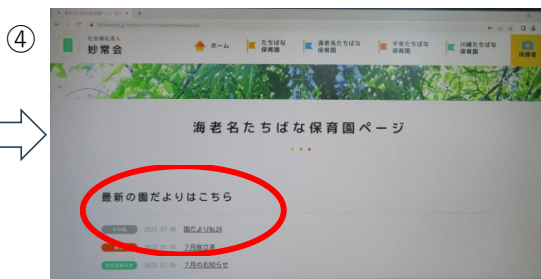 ④
社会福祉法人
妙常会
ホーム
たちばな
保育園
海老名たちばな
保育園
千年たちばな
保育園
川崎たちばな
保育園
保護者
海老名たちばな保育園ページ
最新の園だよりはこちら
園だより№24
7月献立表
7月のお知らせ